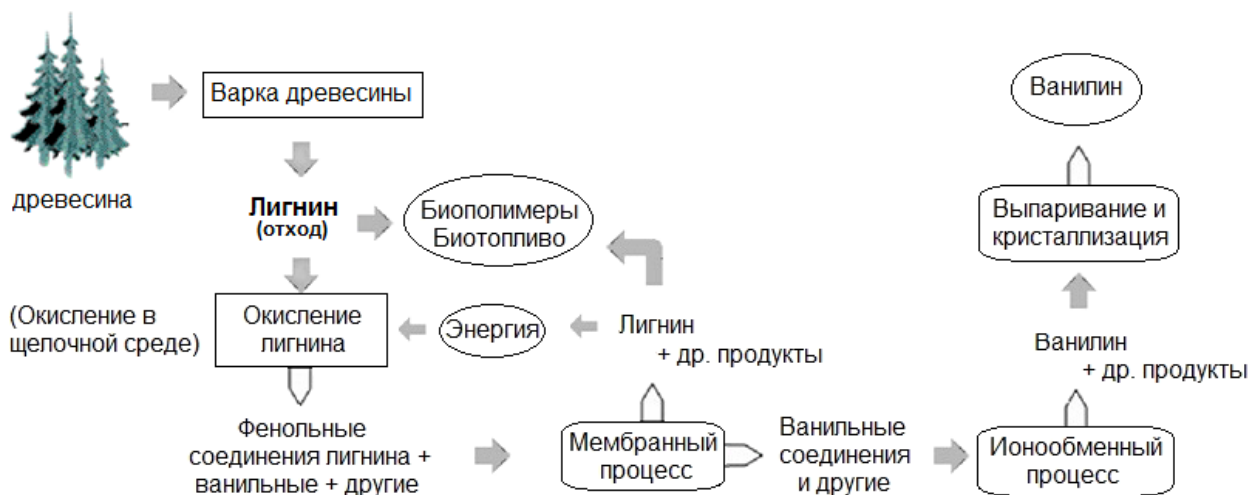 древесина
Варка древесины
Лигнин
(отход)
Биополимеры
Биотопливо
(Окисление в
щелочной среде)
Окисление
лигнина
Энергия
Лигнин
+ др. продукты
Фенольные
соединения лигнина +
ванильные + другие
Мембранный
процесс
Ванильные
соединения
и другие
Ионообменный
процесс
Ванилин
+ др. продукты
Выпаривание и
кристаллизация
Ванилин